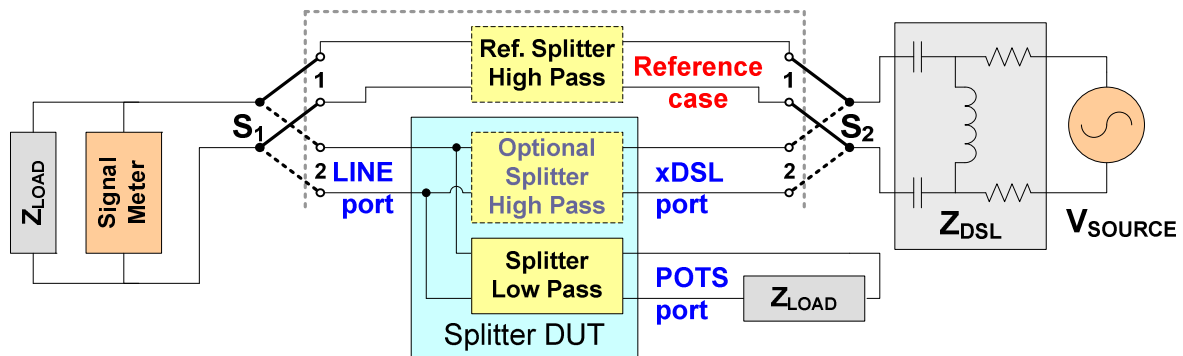 Ref. Splitter
High Pass
Reference
case
1
1
S1
S2
2
2
LINE
port
Optional
Splitter
High Pass
xDSL
port
ZLOAD
Signal
Meter
ZDSL
VSOURCE
Splitter
Low Pass
POTS
port
ZLOAD
Splitter DUT